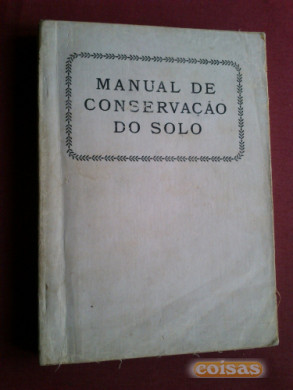 MANUAL DE
CONSERVAÇÃO
DO SOLO
coisas